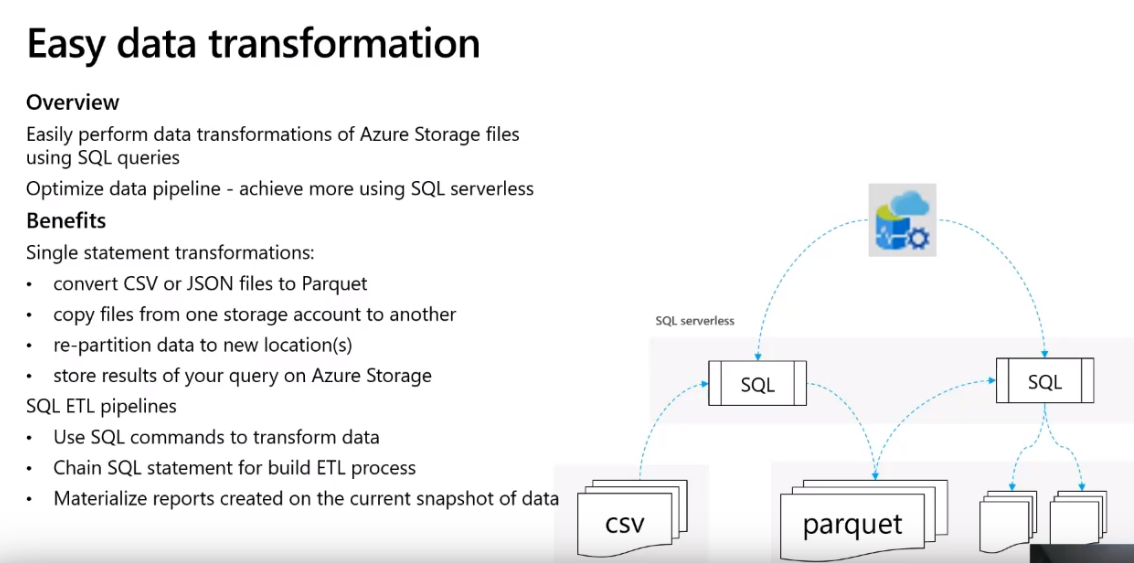 Easy data transformation
Overview
Easily perform data transformations of Azure Storage files
using SQL queries
Optimize data pipeline - achieve more using SQL serverless
Benefits
Single statement transformations:
• convert CSV or JSON files to Parquet
• copy files from one storage account to another
• re-partition data to new location(s)
• store results of your query on Azure Storage
SQL ETL pipelines
• Use SQL commands to transform data
• Chain SQL statement for build ETL process
• Materialize reports created on the current snapshot of data
SQL serverless
SQL
SQL
csv
parquet